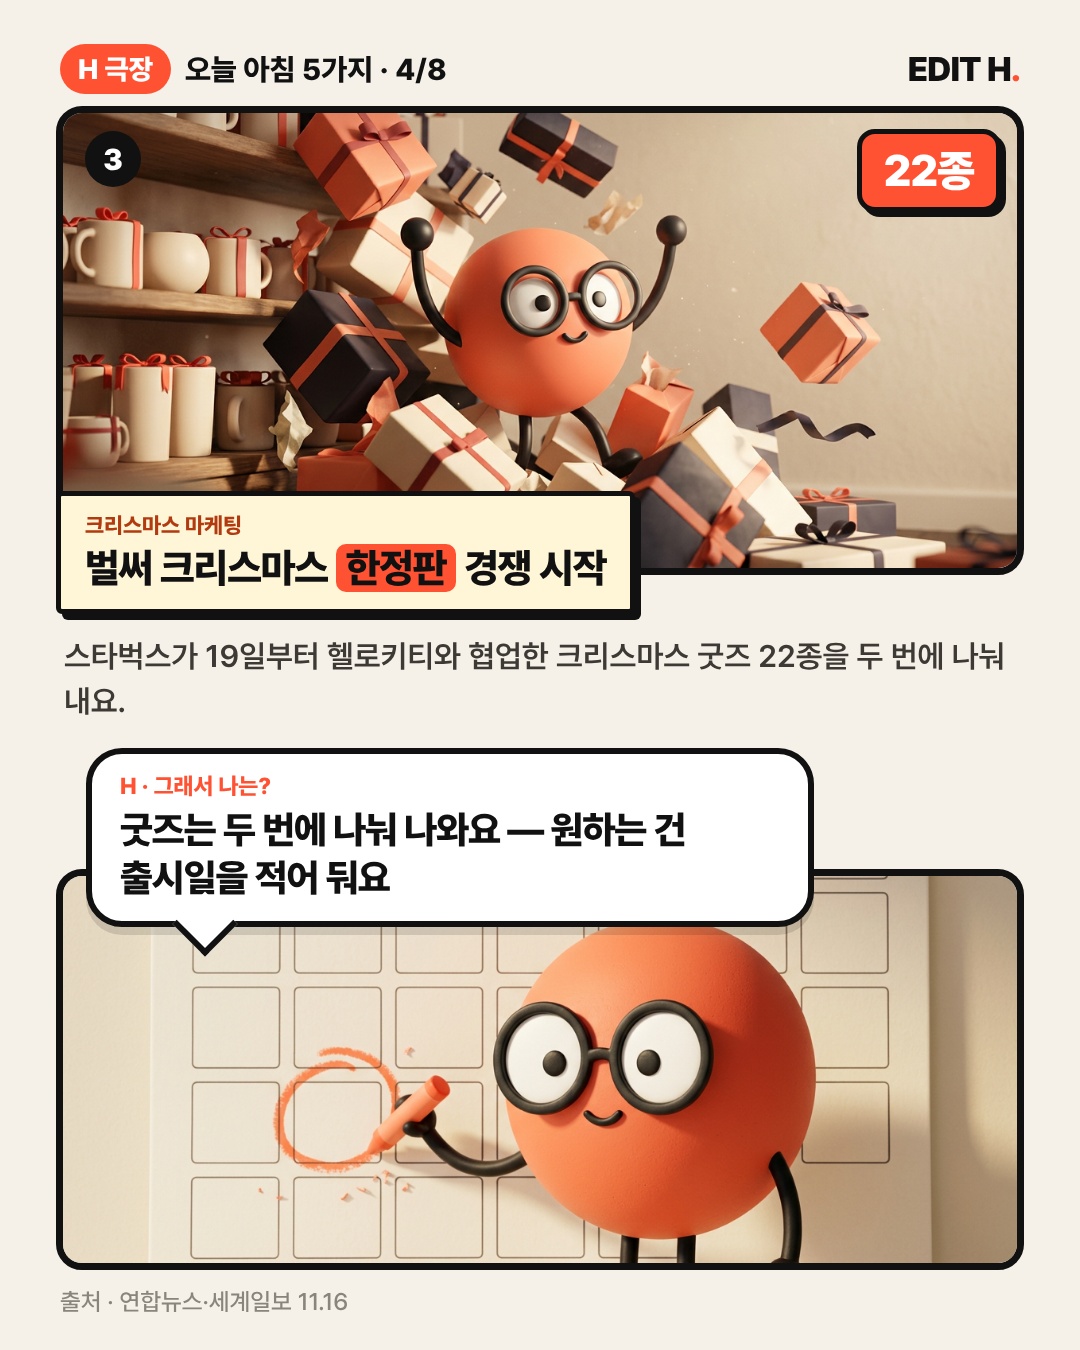 H 극장 오늘 아침 5가지 · 4/8 EDIT H.
3
22종
크리스마스 마케팅
벌써 크리스마스 한정판 경쟁 시작
스타벅스가 19일부터 헬로키티와 협업한 크리스마스 굿즈 22종을 두 번에 나눠
내요.
H · 그래서 나는?
굿즈는 두 번에 나눠 나와요 — 원하는 건
출시일을 적어 둬요
출처 · 연합뉴스·세계일보 11.16